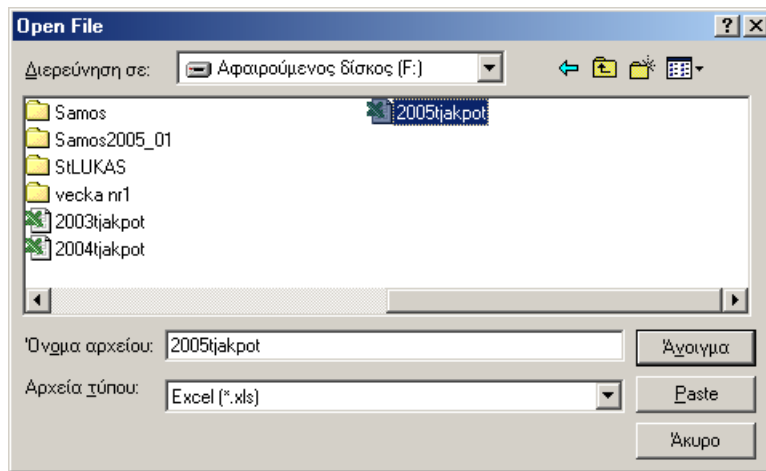 Open File
Διερεύνηση σε: Αφαιρούμενος δίσκος (F:)
Samos
Samos2005_01
StLUKAS
vecka nr1
2003tjakpot
2004tjakpot
2005tjakpot
Όνομα αρχείου: 2005tjakpot
Άνοιγμα
Αρχεία τύπου: Excel (*.xls)
Paste
Άκυρο